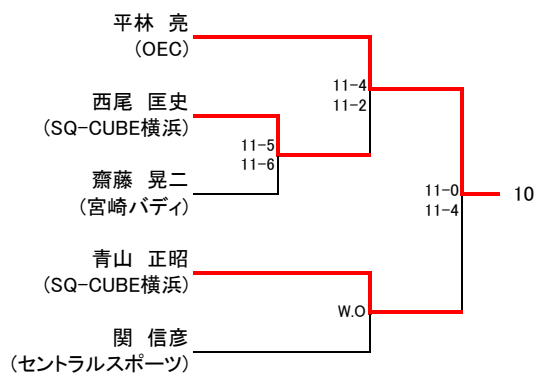 平林　亮
(OEC)
西尾　匡史
(SQ-CUBE横浜)
齋藤　晃二
(宮崎バディ)
青山　正昭
(SQ-CUBE横浜)
関　信彦
(セントラルスポーツ)
11-5
11-6
11-4
11-2
W.O
11-0
11-4
10